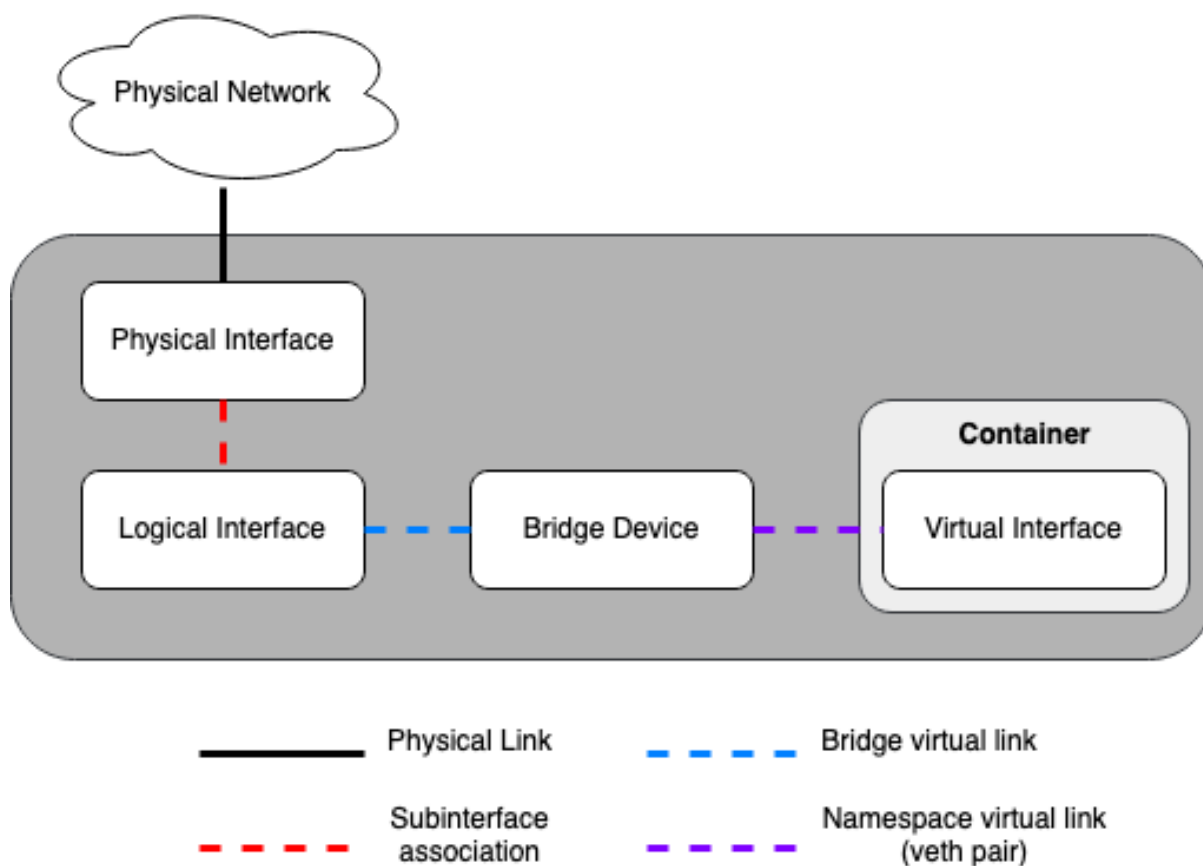 Physical Network
Physical Interface
Container
Logical Interface
Bridge Device
Virtual Interface
Physical Link
Bridge virtual link
Subinterface
association
Namespace virtual link
(veth pair)